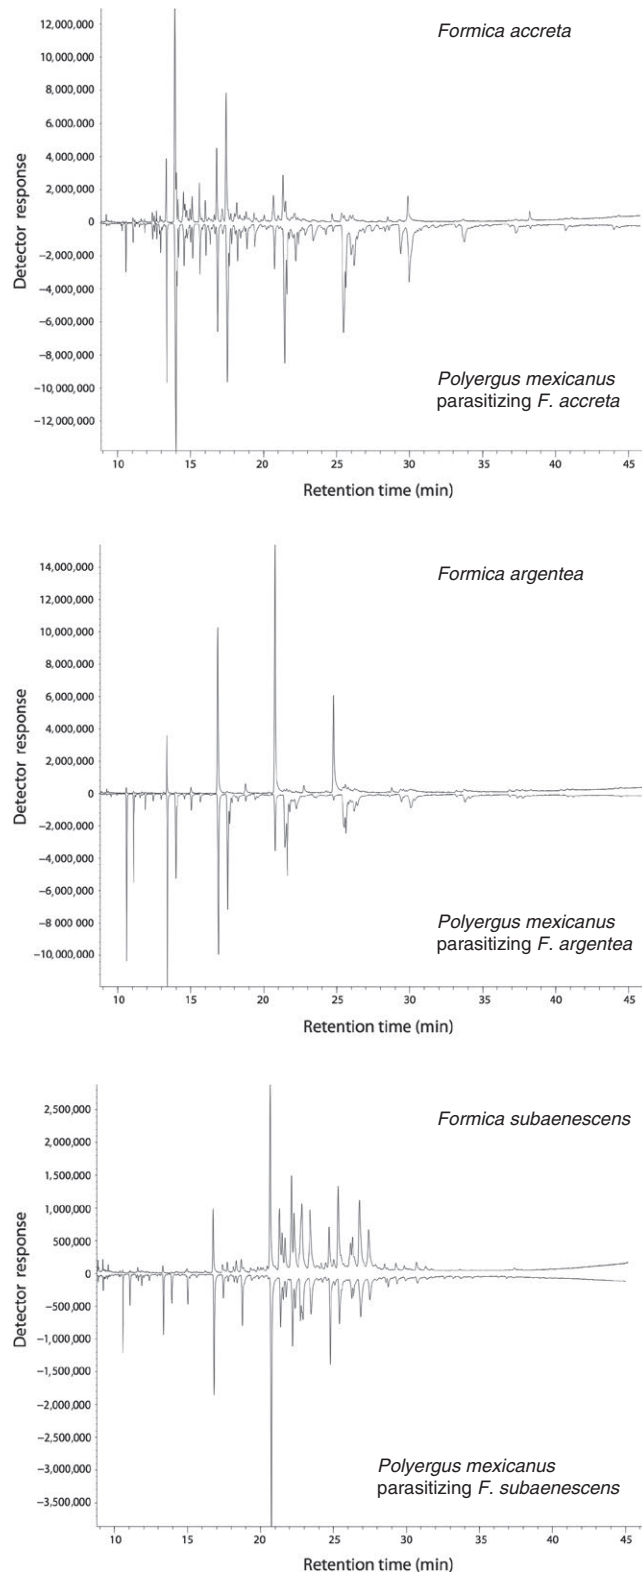 Formica accreta
12,000,000
10,000,000
8,000,000
6,000,000
4,000,000
2,000,000
0
−2,000,000
−4,000,000
−6,000,000
−8,000,000
−10,000,000
−12,000,000
Detector response
Polyergus mexicanus
parasitizing F. accreta
10 15 20 25 30 35 40 45
Retention time (min)
Formica argentea
14,000,000
12,000,000
10,000,000
8,000,000
6,000,000
4,000,000
2,000,000
0
−2,000,000
−4,000,000
−6,000,000
−8,000,000
−10,000,000
Detector response
Polyergus mexicanus
parasitizing F. argentea
10 15 20 25 30 35 40 45
Retention time (min)
Formica subaenescens
2,500,000
2,000,000
1,500,000
1,000,000
500,000
0
−500,000
−1,000,000
−1,500,000
−2,000,000
−2,500,000
−3,000,000
−3,500,000
Detector response
Polyergus mexicanus
parasitizing F. subaenescens
10 15 20 25 30 35 40 45
Retention time (min)